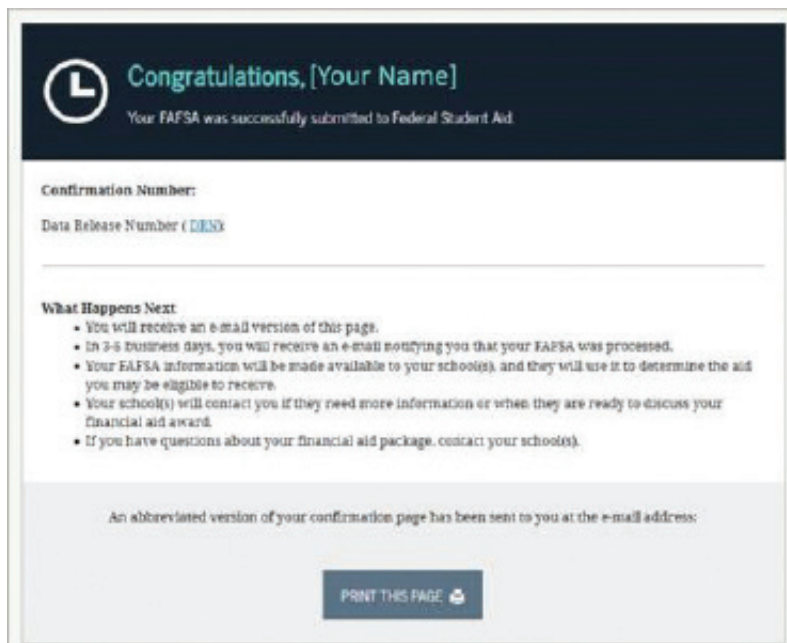 Congratulations, [Your Name]
Your FAFSA was successfully submitted to Federal Student Aid.
Confirmation Number:
Data Release Number ( DRN):
What Happens Next
• You will receive an e-mail version of this page.
• In 3-5 business days, you will receive an e-mail notifying you that your FAFSA was processed.
• Your FAFSA information will be made available to your school(s), and they will use it to determine the aid
you may be eligible to receive.
• Your school(s) will contact you if they need more information or when they are ready to discuss your
financial aid award.
• If you have questions about your financial aid package, contact your school(s).
An abbreviated version of your confirmation page has been sent to you at the e-mail address:
PRINT THIS PAGE